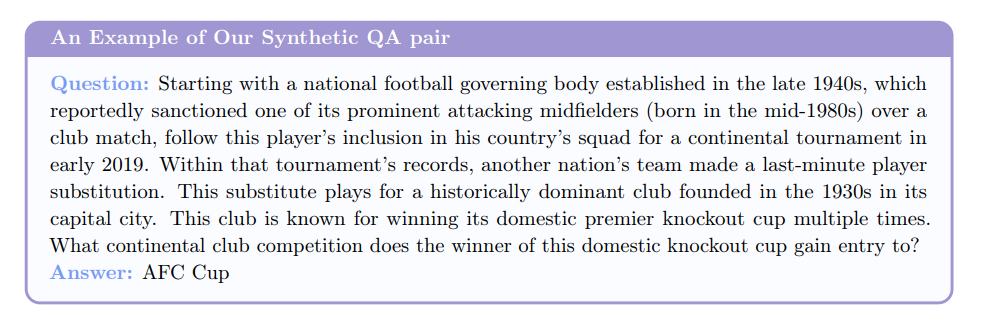 An Example of Our Synthetic QA pair
Question: Starting with a national football governing body established in the late 1940s, which
reportedly sanctioned one of its prominent attacking midfielders (born in the mid-1980s) over a
club match, follow this player's inclusion in his country's squad for a continental tournament in
early 2019. Within that tournament's records, another nation's team made a last-minute player
substitution. This substitute plays for a historically dominant club founded in the 1930s in its
capital city. This club is known for winning its domestic premier knockout cup multiple times.
What continental club competition does the winner of this domestic knockout cup gain entry to?
Answer: AFC Cup